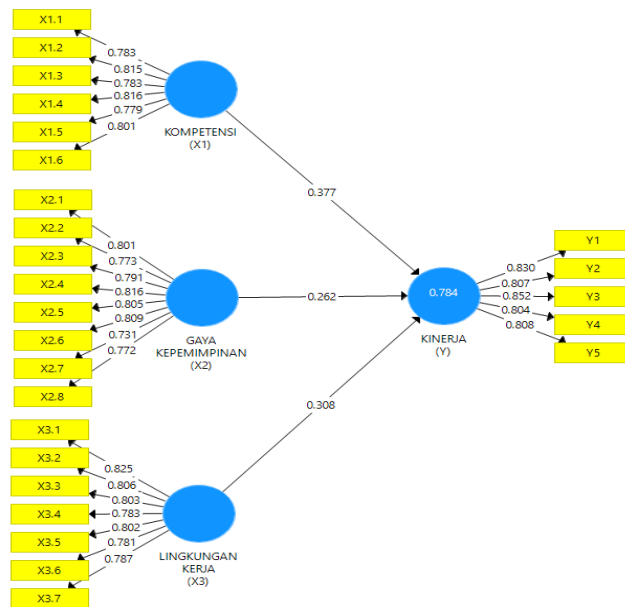 X1.1
X1.2
X1.3
X1.4
X1.5
X1.6
0.783
0.815
0.783
0.816
0.779
0.801
KOMPETENSI
(X1)
0.377
X2.1
X2.2
X2.3
X2.4
X2.5
X2.6
X2.7
X2.8
0.801
0.773
0.791
0.816
0.805
0.809
0.731
0.772
GAYA
KEPEMIMPINAN
(X2)
0.262
X3.1
X3.2
X3.3
X3.4
X3.5
X3.6
X3.7
0.825
0.806
0.803
0.783
0.802
0.781
0.787
LINGKUNGAN
KERJA
(X3)
0.308
0.784
KINERJA
(Y)
0.830
0.807
0.852
0.804
0.808
Y1
Y2
Y3
Y4
Y5